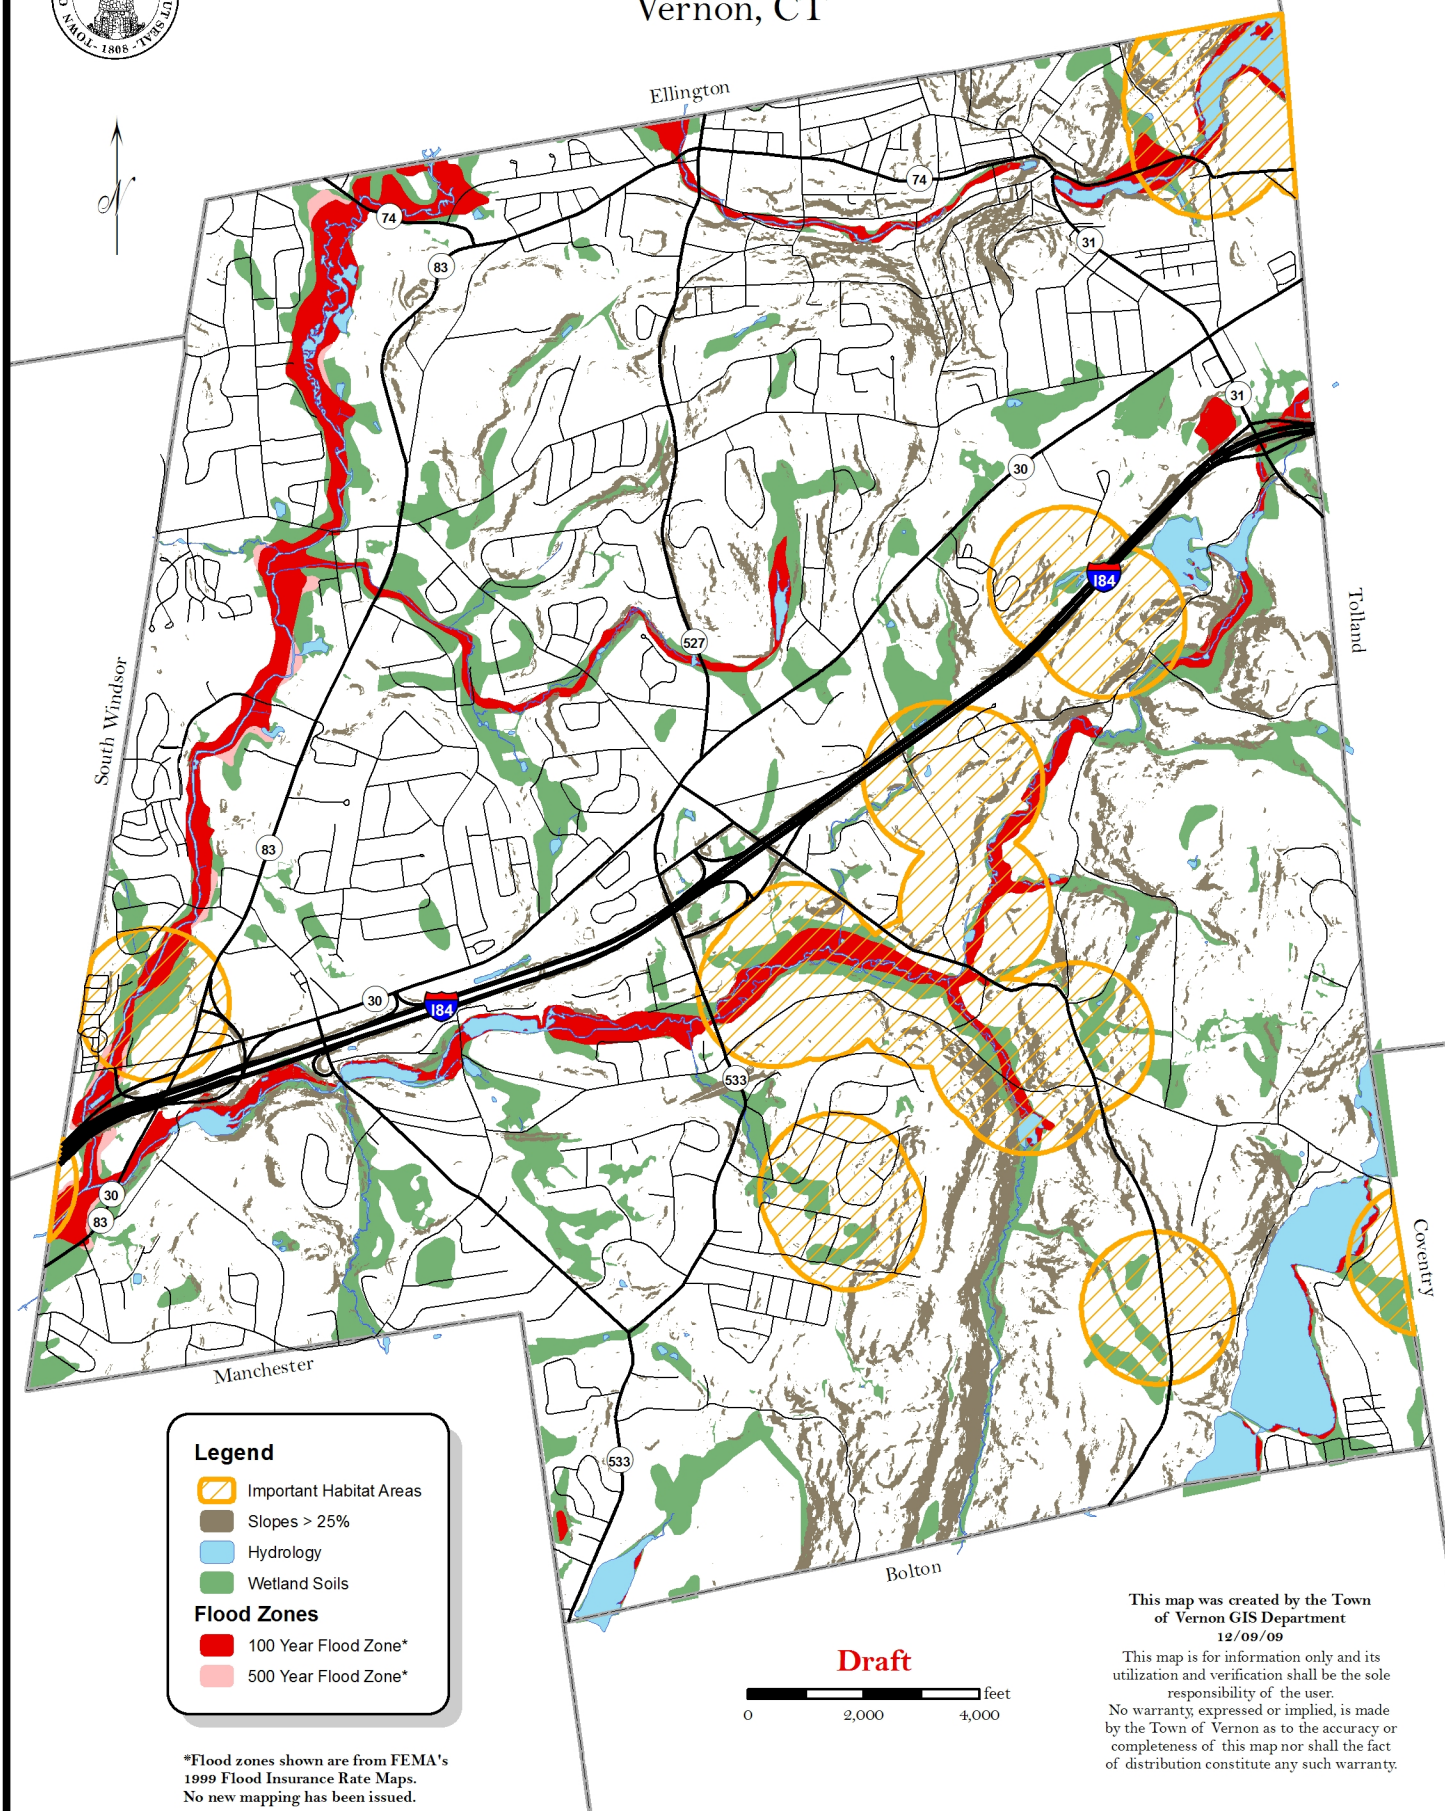 Vernon, CT
TOWN O
UT SEAL
- 1808 -
Ellington
N
74
74
83
31
31
30
I84
527
South Windsor
Tolland
83
30
I84
533
30
83
Coventry
Manchester
533
Bolton
Legend
Important Habitat Areas
Slopes > 25%
Hydrology
Wetland Soils
Flood Zones
100 Year Flood Zone*
500 Year Flood Zone*
*Flood zones shown are from FEMA's
1999 Flood Insurance Rate Maps.
No new mapping has been issued.
Draft
feet
0 2,000 4,000
This map was created by the Town
of Vernon GIS Department
12/09/09
This map is for information only and its
utilization and verification shall be the sole
responsibility of the user.
No warranty, expressed or implied, is made
by the Town of Vernon as to the accuracy or
completeness of this map nor shall the fact
of distribution constitute any such warranty.